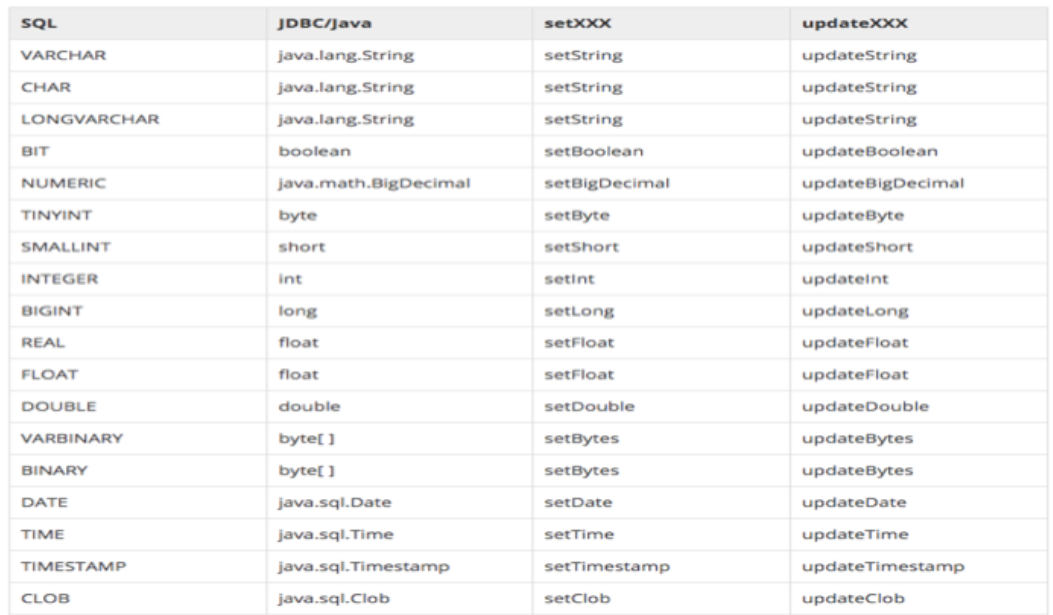 SQL JDBC/Java setXXX updateXXX
VARCHAR java.lang.String setString updateString
CHAR java.lang.String setString updateString
LONGVARCHAR java.lang.String setString updateString
BIT boolean setBoolean updateBoolean
NUMERIC java.math.BigDecimal setBigDecimal updateBigDecimal
TINYINT byte setByte updateByte
SMALLINT short setShort updateShort
INTEGER int setInt updateInt
BIGINT long setLong updateLong
REAL float setFloat updateFloat
FLOAT float setFloat updateFloat
DOUBLE double setDouble updateDouble
VARBINARY byte[ ] setBytes updateBytes
BINARY byte[ ] setBytes updateBytes
DATE java.sql.Date setDate updateDate
TIME java.sql.Time setTime updateTime
TIMESTAMP java.sql.Timestamp setTimestamp updateTimestamp
CLOB java.sql.Clob setClob updateClob